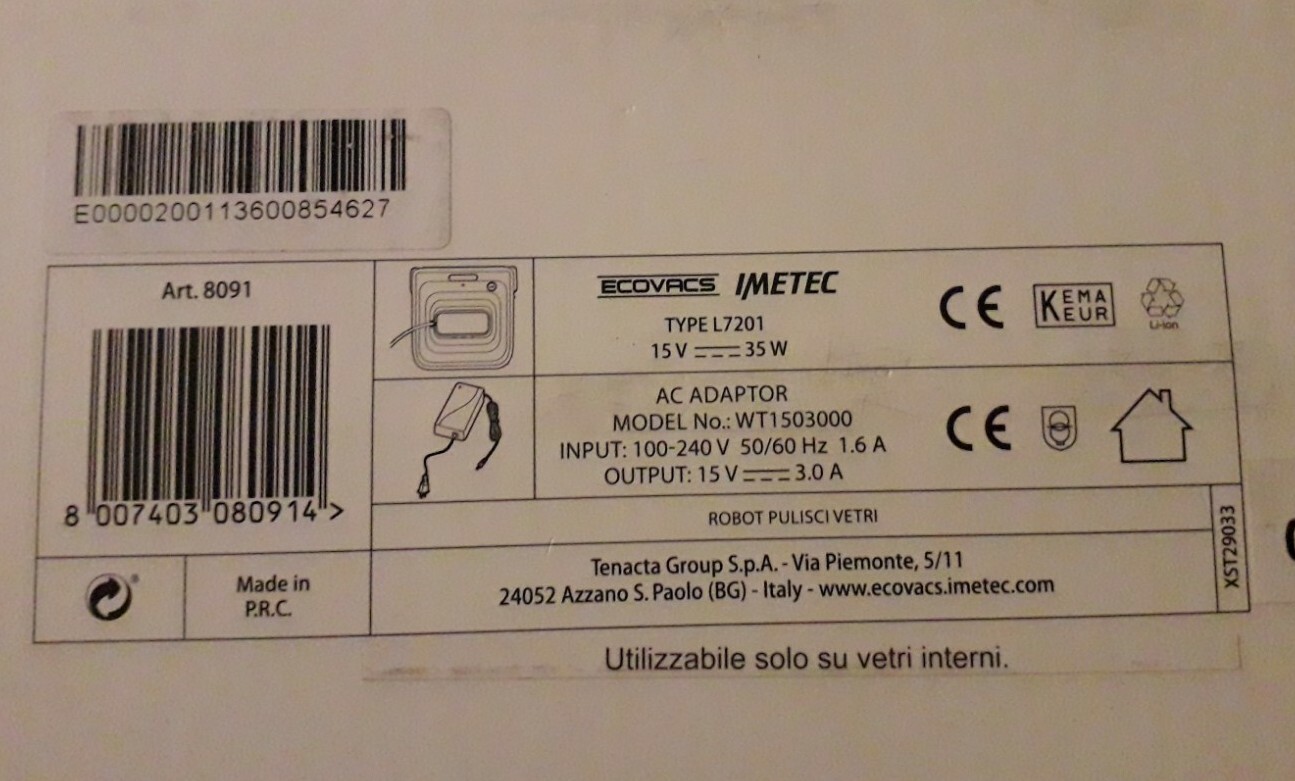 E0000200113600854627
Art. 8091
8 007403 080914 >
Made in
P.R.C.
ECOVACS IMETEC
TYPE L7201
15 V ⎓ 35 W
CE
KEMA
EUR
Li-ion
AC ADAPTOR
MODEL No.: WT1503000
INPUT: 100-240 V 50/60 Hz 1.6 A
OUTPUT: 15 V ⎓ 3.0 A
CE
ROBOT PULISCI VETRI
Tenacta Group S.p.A. - Via Piemonte, 5/11
24052 Azzano S. Paolo (BG) - Italy - www.ecovacs.imetec.com
XST29033
Utilizzabile solo su vetri interni.